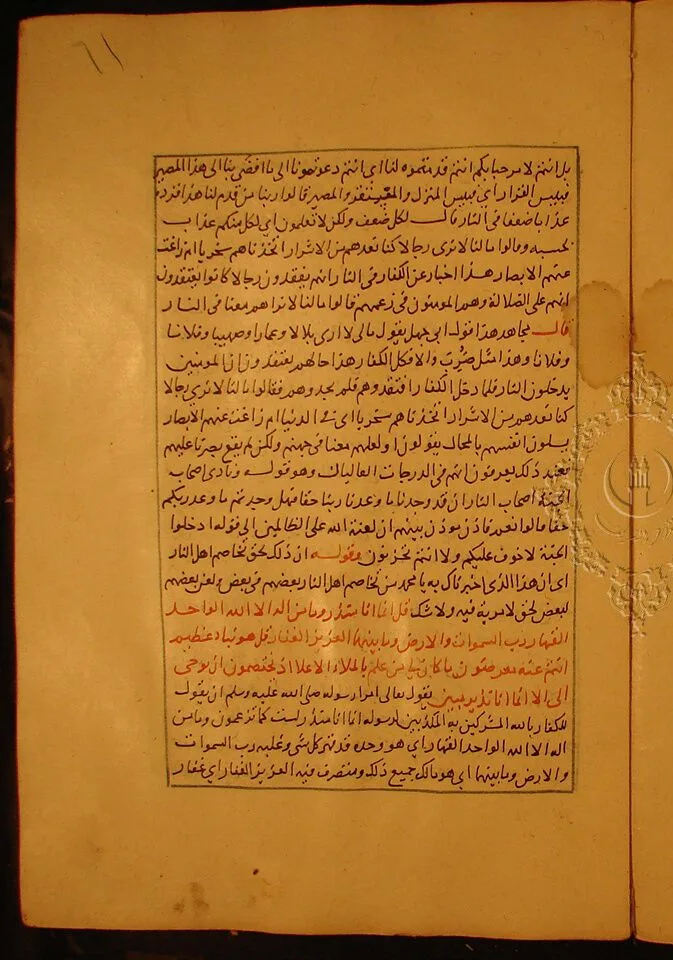 ٦١
بل انتم لا مرحبا بكم انتم قدمتموه لنا اي انتم دعوتمونا الى ما افضى بنا الى هذا المصير
فبيس القرار اي فبيس المنزل والمستقر والمصير قالوا ربنا من قدم لنا هذا فزده
عذابا ضعفا في النار قال لكل ضعف ولكن لا تعلمون اي لكل منكم عذاب
بحسبه وقالوا ما لنا لا نرى رجالا كنا نعدهم من الاشرار اتخذناهم سخريا ام زاغت
عنهم الابصار هذا اخبار عن الكفار في النار انهم يفقدون رجالا كانوا يعتقدون
انهم على الضلالة وهم المومنون في زعمهم قالوا ما لنا لا نراهم معنا في النار
قال مجاهد هذا قول ابي جهل يقول مالي لا ارى بلالا وعمارا وصهيبا وفلانا
وفلانا وهذا مثل ضرب والا فكل الكفار هذا حالهم يعتقدون ان المومنين
يدخلون النار فلما دخل الكفار افتقدوهم فلم يجدوهم فقالوا ما لنا لا نرى رجالا
كنا نعدهم من الاشرار اتخذناهم سخريا اي في الدنيا ام زاغت عنهم الابصار
يسلون انفسهم بالمحال يقولون او لعلهم معنا في جهنم ولكن لم يقع بصرنا عليهم
فعند ذلك يعرفون انهم في الدرجات العاليات وهو قوله ونادى اصحاب
الجنة اصحاب النار ان قد وجدنا ما وعدنا ربنا حقا فهل وجدتم ما وعد ربكم
حقا قالوا نعم فاذن موذن بينهم ان لعنة الله على الظالمين الى قوله ادخلوا
الجنة لا خوف عليكم ولا انتم تحزنون وقوله ان ذلك لحق تخاصم اهل النار
اي ان هذا الذي اخبرناك به يا محمد من تخاصم اهل النار بعضهم في بعض ولعن بعضهم
لبعض لحق لا مرية فيه ولا شك قل انما انا منذر وما من اله الا الله الواحد
القهار رب السموات والارض وما بينهما العزيز الغفار قل هو نبا عظيم
انتم عنه معرضون ما كان لي من علم بالملاء الاعلا اذ يختصمون ان يوحى
الى الا انما انا نذير مبين يقول تعالى امرا رسوله صلى الله عليه وسلم ان يقول
للكفار بالله المشركين به المكذبين لرسوله انما انا منذر لست كما تزعمون وما من
اله الا الله الواحد القهار اي هو وحده قد قهر كل شي وغلبه رب السموات
والارض وما بينهما اي هو مالك جميع ذلك ومتصرف فيه العزيز الغفار اي غفار